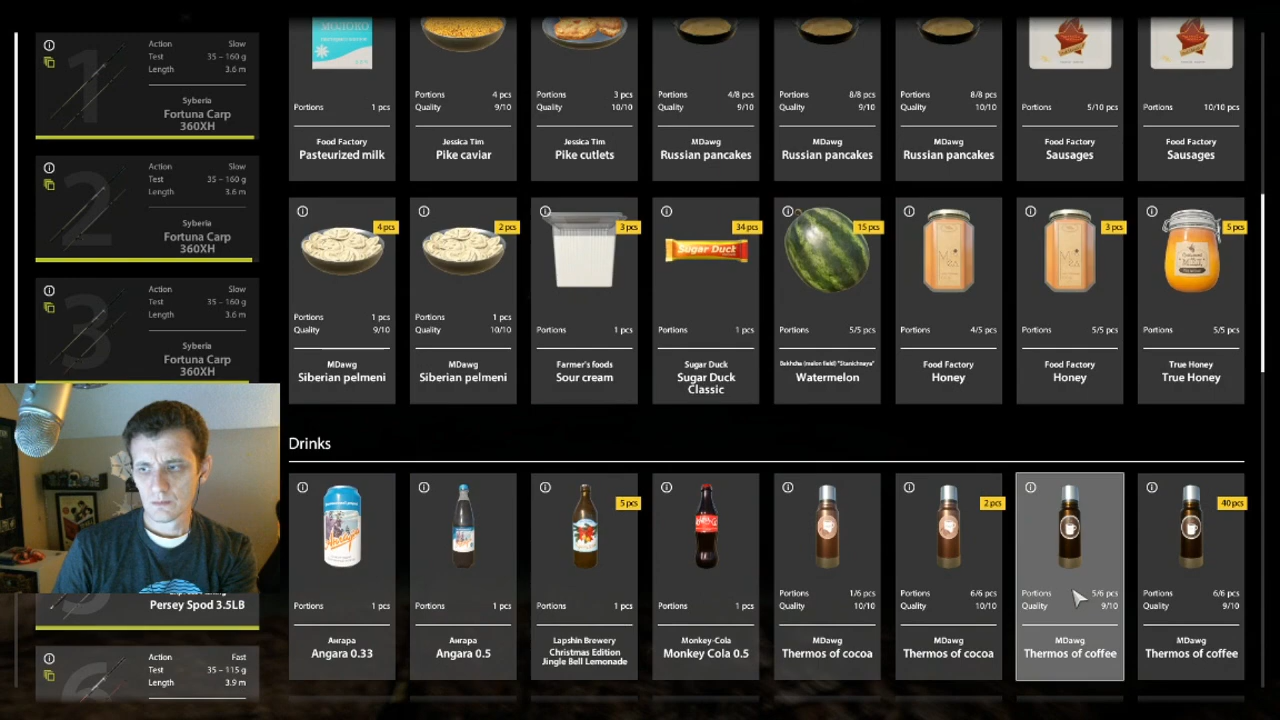 1
Action Slow
Test 35 – 160 g
Length 3.6 m
Syberia
Fortuna Carp
360XH
2
Action Slow
Test 35 – 160 g
Length 3.6 m
Syberia
Fortuna Carp
360XH
3
Action Slow
Test 35 – 160 g
Length 3.6 m
Syberia
Fortuna Carp
360XH
Persey Spod 3.5LB
6
Action Fast
Test 35 – 115 g
Length 3.9 m
МОЛОКО
Portions 1 pcs
Food Factory
Pasteurized milk
Portions 4 pcs
Quality 9/10
Jessica Tim
Pike caviar
Portions 3 pcs
Quality 10/10
Jessica Tim
Pike cutlets
Portions 4/8 pcs
Quality 9/10
MDawg
Russian pancakes
Portions 8/8 pcs
Quality 9/10
MDawg
Russian pancakes
Portions 8/8 pcs
Quality 10/10
MDawg
Russian pancakes
Portions 5/10 pcs
Food Factory
Sausages
Portions 10/10 pcs
Food Factory
Sausages
4 pcs
Portions 1 pcs
Quality 9/10
MDawg
Siberian pelmeni
2 pcs
Portions 1 pcs
Quality 10/10
MDawg
Siberian pelmeni
3 pcs
Portions 1 pcs
Farmer's foods
Sour cream
34 pcs
Sugar Duck
Portions 1 pcs
Sugar Duck
Sugar Duck
Classic
15 pcs
Portions 5/5 pcs
Bakhcha (melon field) "Stanichnaya"
Watermelon
Portions 4/5 pcs
Food Factory
Honey
3 pcs
Portions 5/5 pcs
Food Factory
Honey
5 pcs
Portions 5/5 pcs
True Honey
True Honey
Drinks
Portions 1 pcs
Ангара
Angara 0.33
Portions 1 pcs
Ангара
Angara 0.5
5 pcs
Portions 1 pcs
Lapshin Brewery
Christmas Edition
Jingle Bell Lemonade
Portions 1 pcs
Monkey-Cola
Monkey Cola 0.5
Portions 1/6 pcs
Quality 10/10
MDawg
Thermos of cocoa
2 pcs
Portions 6/6 pcs
Quality 10/10
MDawg
Thermos of cocoa
Portions 5/6 pcs
Quality 9/10
MDawg
Thermos of coffee
40 pcs
Portions 6/6 pcs
Quality 9/10
MDawg
Thermos of coffee